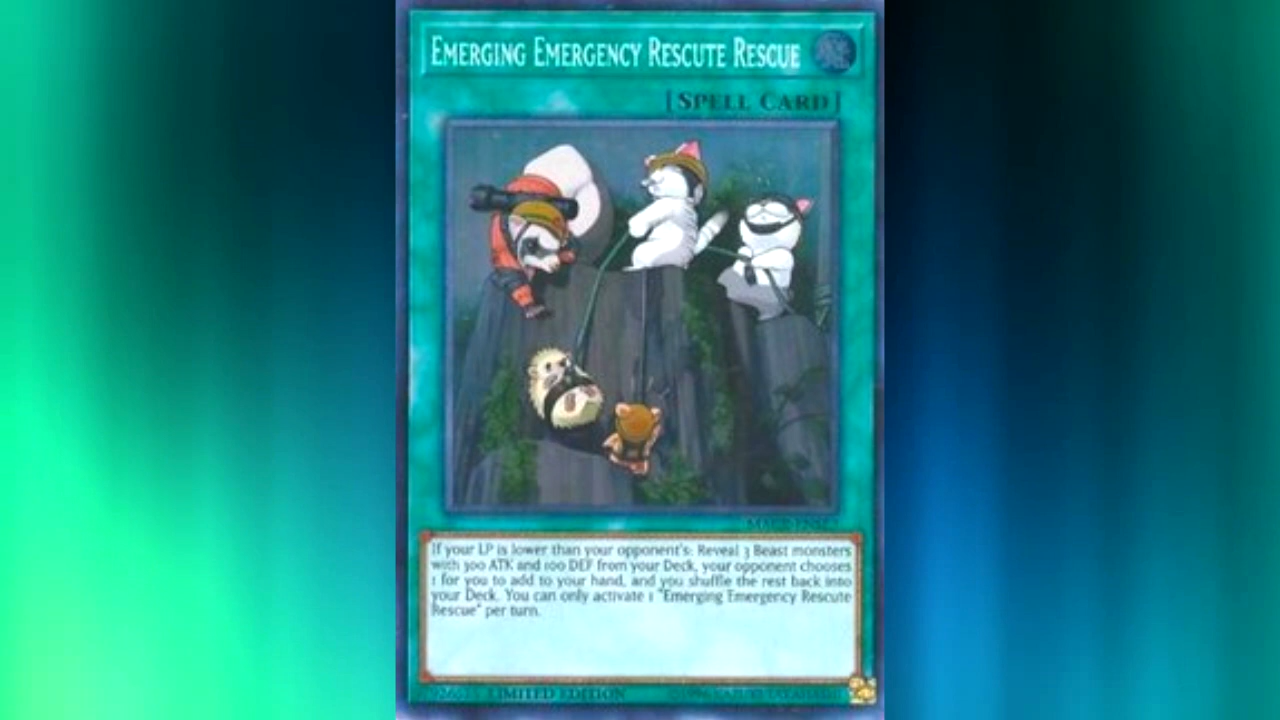 EMERGING EMERGENCY RESCUTE RESCUE
[SPELL CARD]
If your LP is lower than your opponent's: Reveal 3 Beast monsters
with 300 ATK and 100 DEF from your Deck, your opponent chooses
1 for you to add to your hand, and you shuffle the rest back into
your Deck. You can only activate 1 "Emerging Emergency Rescute
Rescue" per turn.
LIMITED EDITION